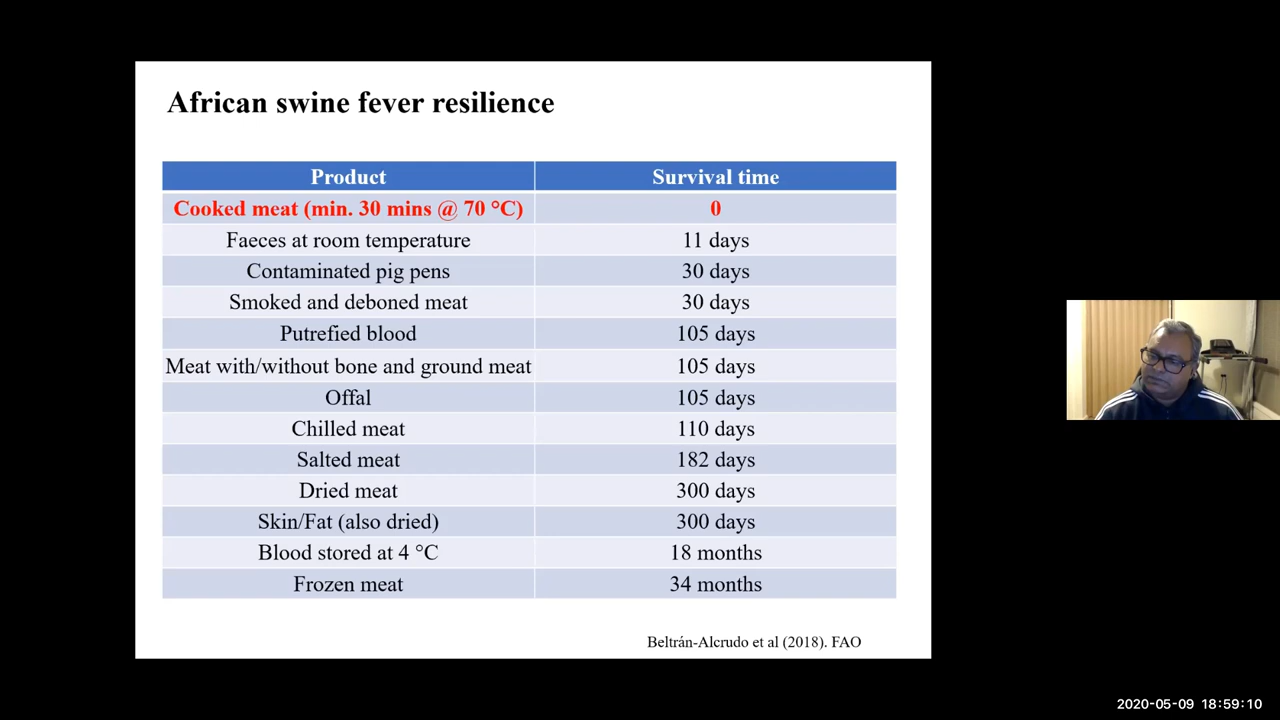 African swine fever resilience
Product Survival time
Cooked meat (min. 30 mins @ 70 °C) 0
Faeces at room temperature 11 days
Contaminated pig pens 30 days
Smoked and deboned meat 30 days
Putrefied blood 105 days
Meat with/without bone and ground meat 105 days
Offal 105 days
Chilled meat 110 days
Salted meat 182 days
Dried meat 300 days
Skin/Fat (also dried) 300 days
Blood stored at 4 °C 18 months
Frozen meat 34 months
Beltrán-Alcrudo et al (2018). FAO
2020-05-09 18:59:10